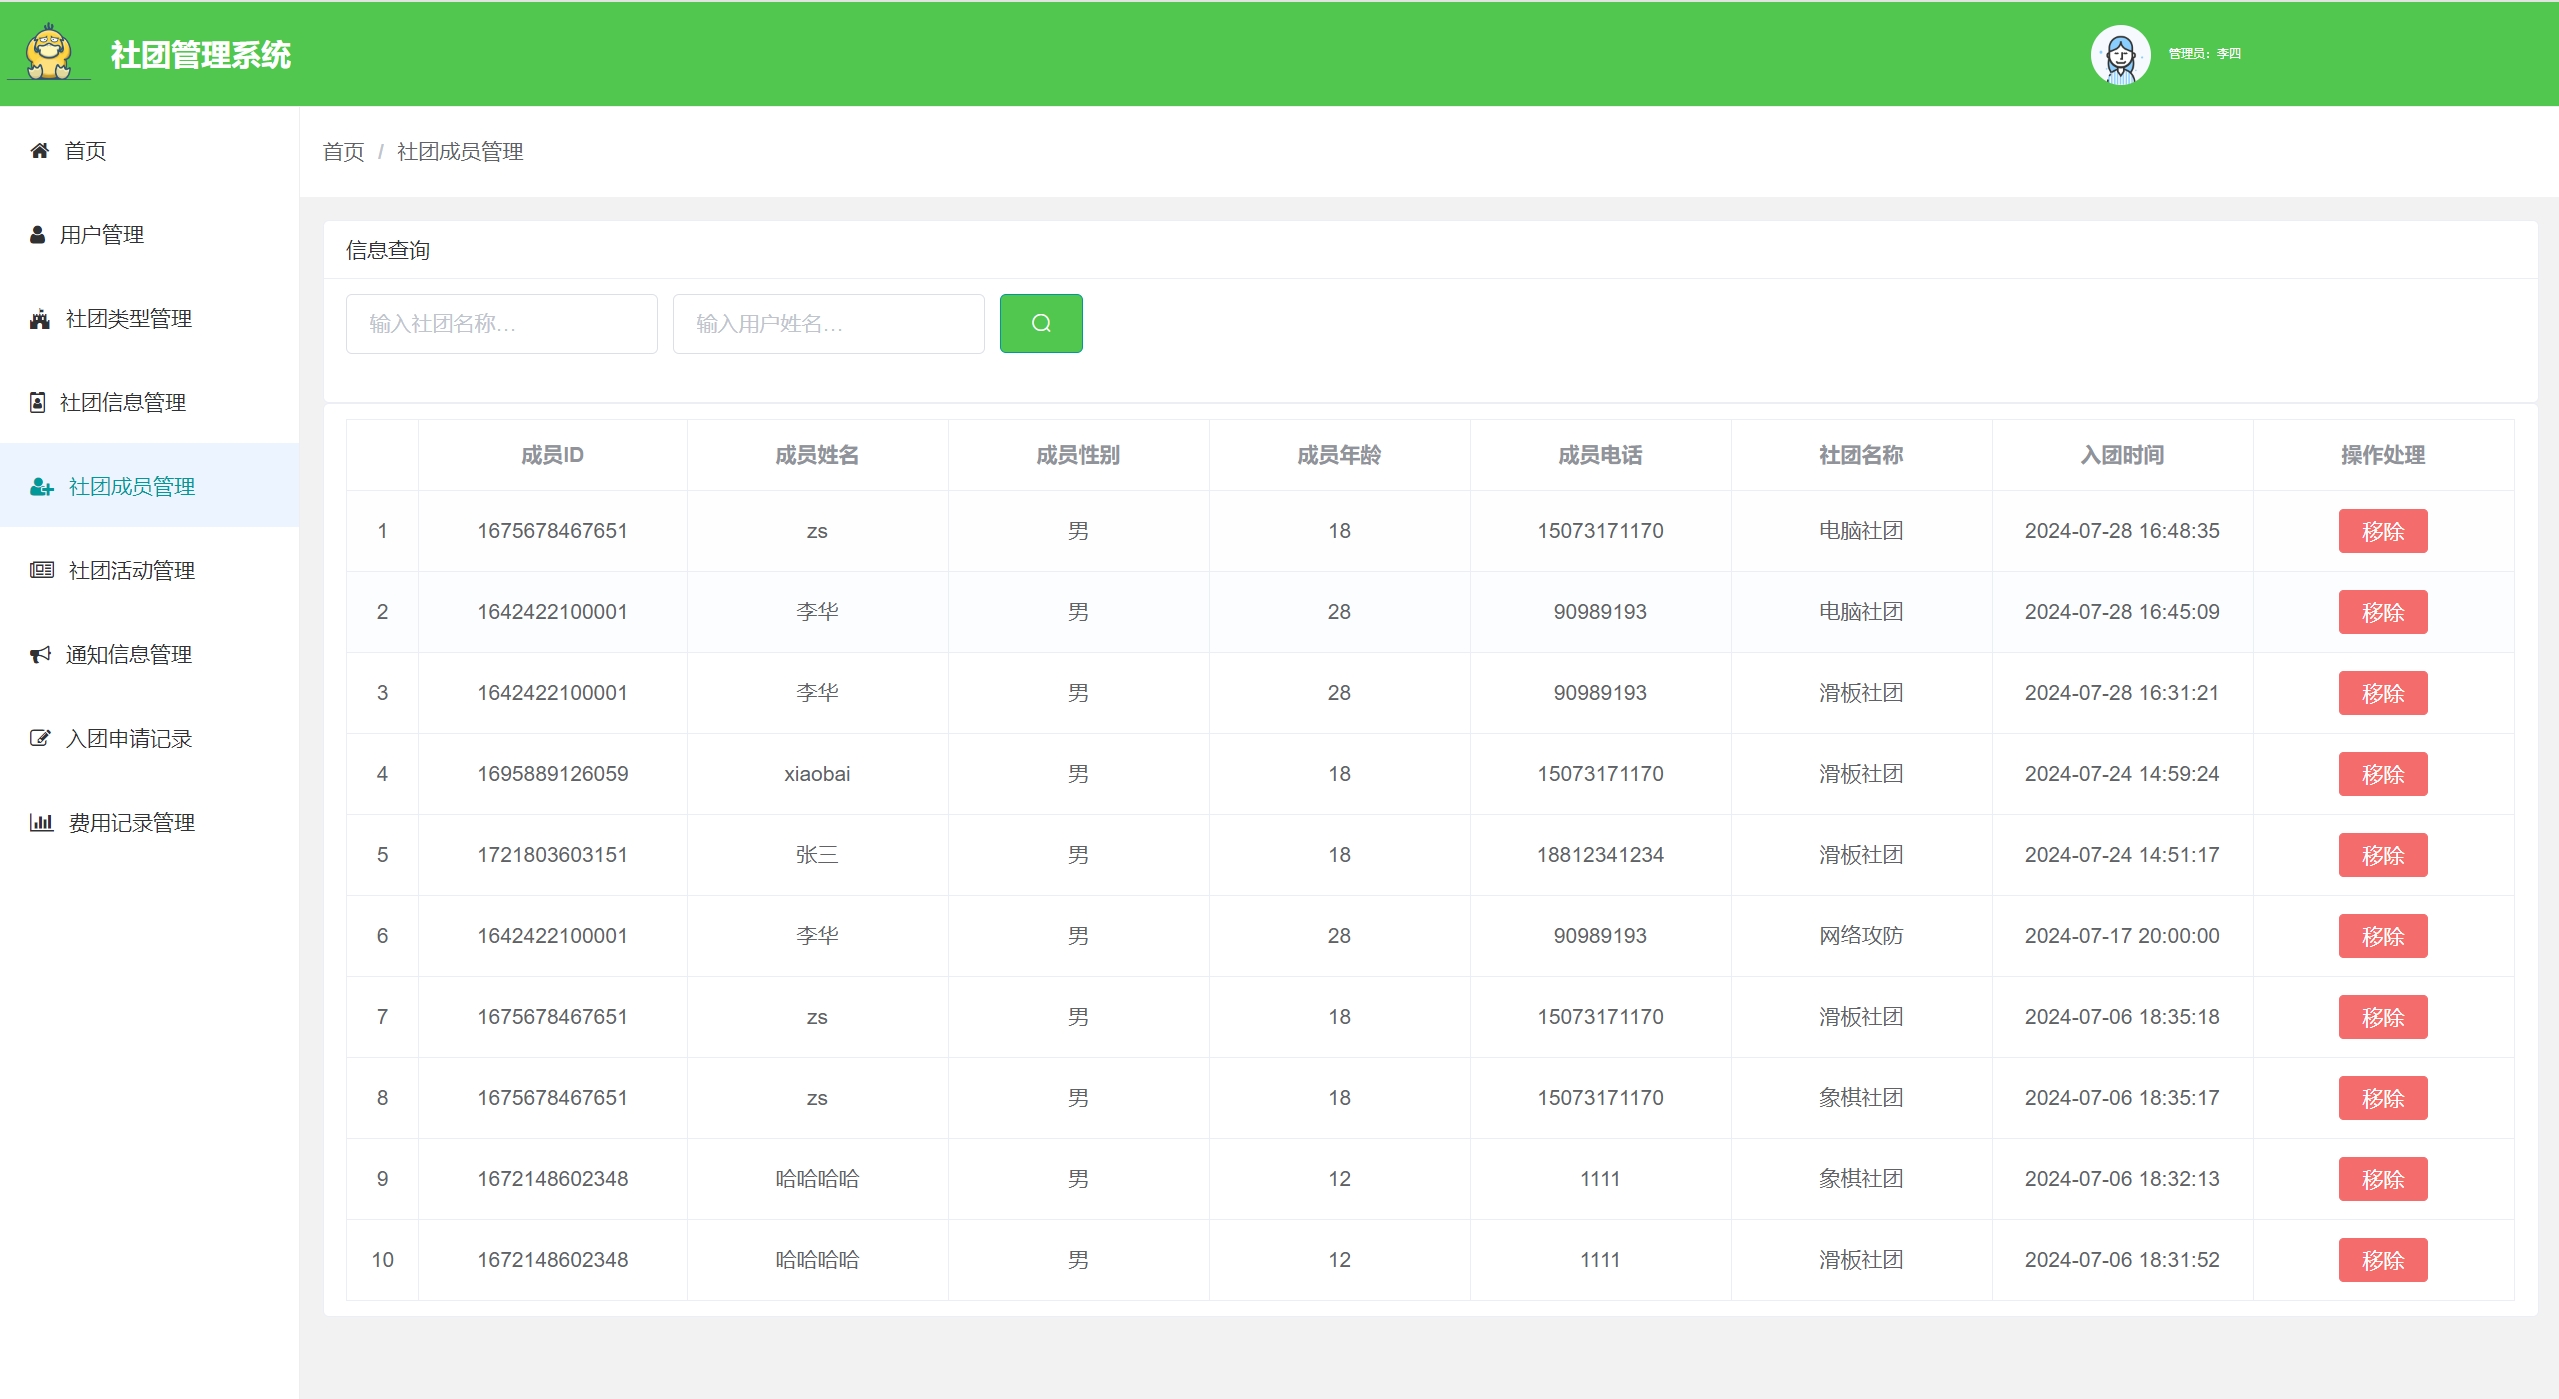 社团管理系统
管理员：李四
首页
用户管理
社团类型管理
社团信息管理
社团成员管理
社团活动管理
通知信息管理
入团申请记录
费用记录管理
首页 / 社团成员管理
信息查询
输入社团名称… 输入用户姓名…
成员ID 成员姓名 成员性别 成员年龄 成员电话 社团名称 入团时间 操作处理
1 1675678467651 zs 男 18 15073171170 电脑社团 2024-07-28 16:48:35 移除
2 1642422100001 李华 男 28 90989193 电脑社团 2024-07-28 16:45:09 移除
3 1642422100001 李华 男 28 90989193 滑板社团 2024-07-28 16:31:21 移除
4 1695889126059 xiaobai 男 18 15073171170 滑板社团 2024-07-24 14:59:24 移除
5 1721803603151 张三 男 18 18812341234 滑板社团 2024-07-24 14:51:17 移除
6 1642422100001 李华 男 28 90989193 网络攻防 2024-07-17 20:00:00 移除
7 1675678467651 zs 男 18 15073171170 滑板社团 2024-07-06 18:35:18 移除
8 1675678467651 zs 男 18 15073171170 象棋社团 2024-07-06 18:35:17 移除
9 1672148602348 哈哈哈哈 男 12 1111 象棋社团 2024-07-06 18:32:13 移除
10 1672148602348 哈哈哈哈 男 12 1111 滑板社团 2024-07-06 18:31:52 移除